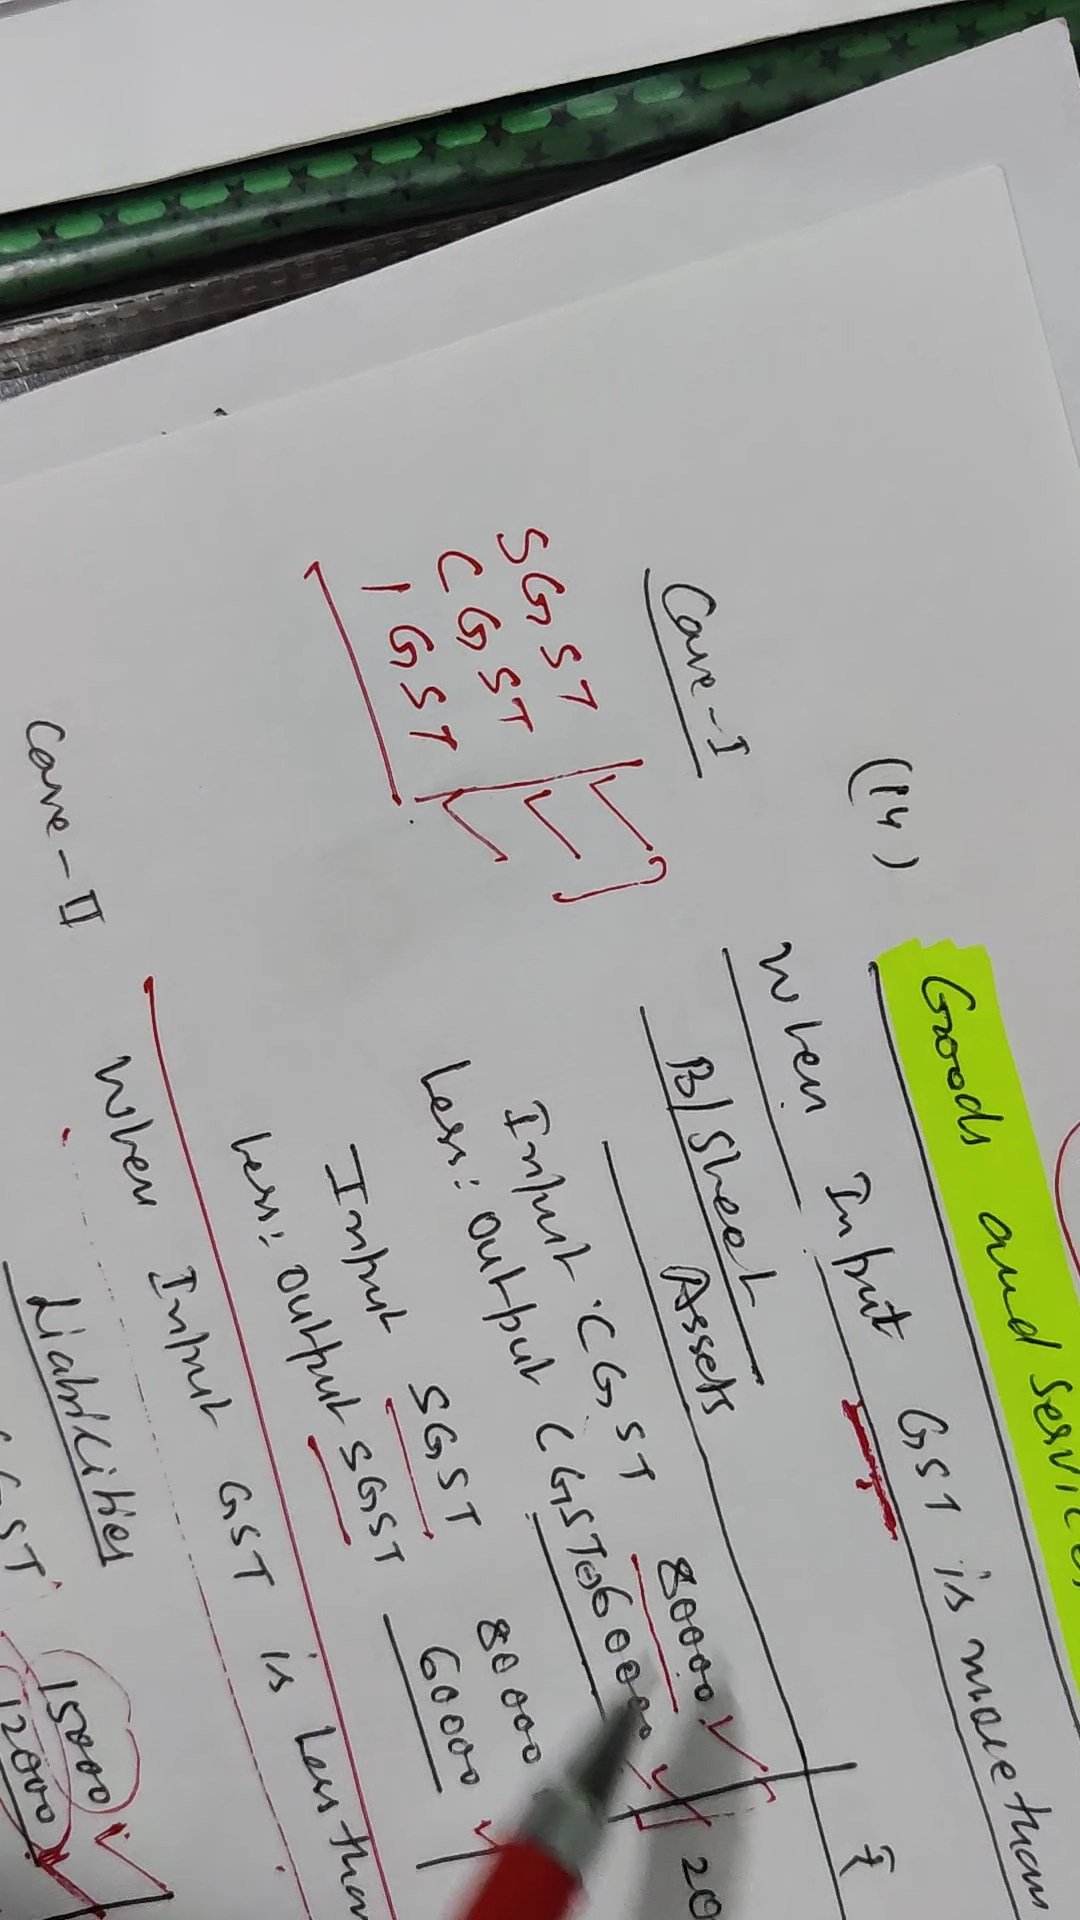 (14) Goods and Services
Case-I When Input GST is more than
B/Sheet
Assets ₹
SGST
CGST
IGST
Input CGST 80000
Less: Output CGST 60000 20
Input SGST 80000
Less: Output SGST 60000
Case-II When Input GST is Less than
Liabilities
15000
12000